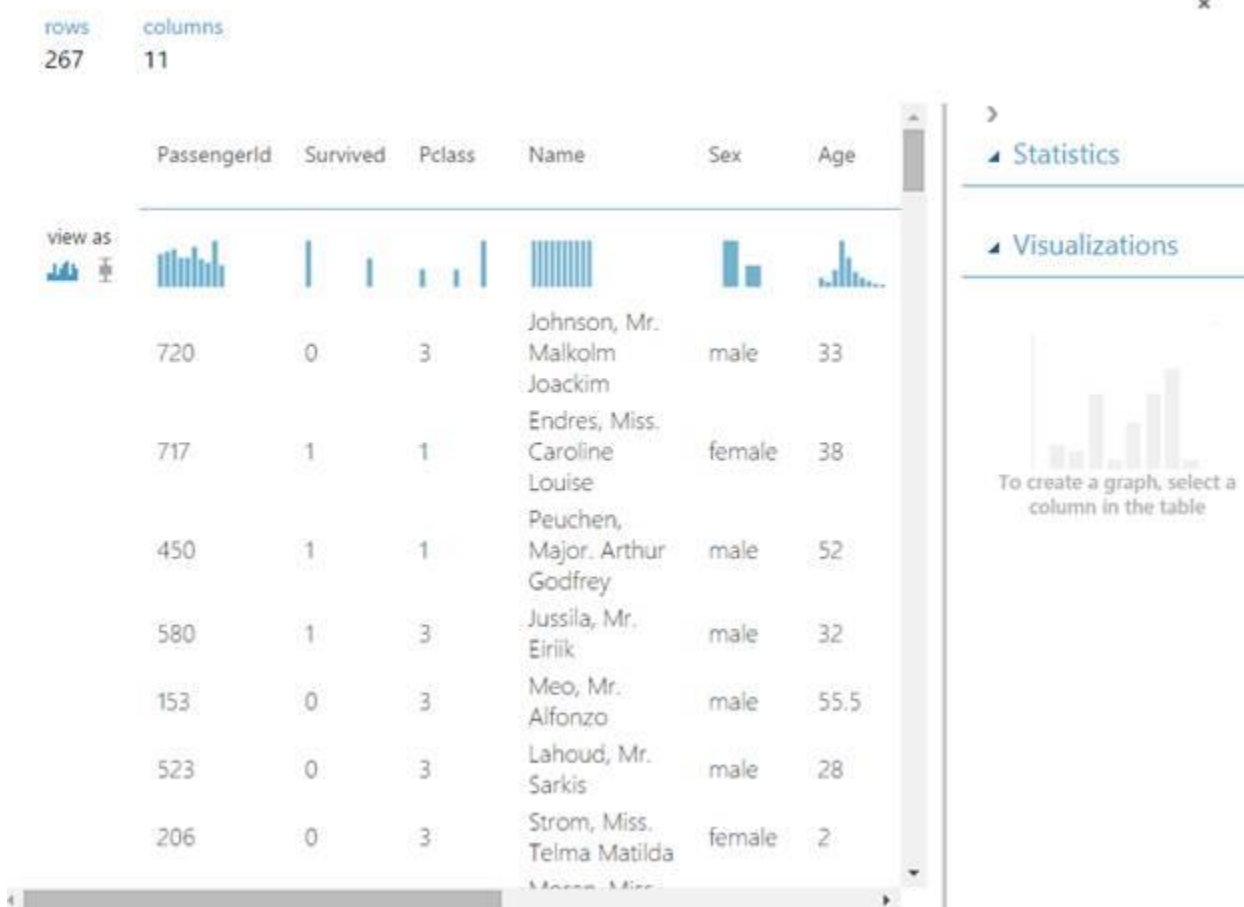 rows columns
267 11
PassengerId Survived Pclass Name Sex Age
view as
720 0 3 Johnson, Mr. Malkolm Joackim male 33
717 1 1 Endres, Miss. Caroline Louise female 38
450 1 1 Peuchen, Major. Arthur Godfrey male 52
580 1 3 Jussila, Mr. Eiriik male 32
153 0 3 Meo, Mr. Alfonzo male 55.5
523 0 3 Lahoud, Mr. Sarkis male 28
206 0 3 Strom, Miss. Telma Matilda female 2
Statistics
Visualizations
To create a graph, select a
column in the table